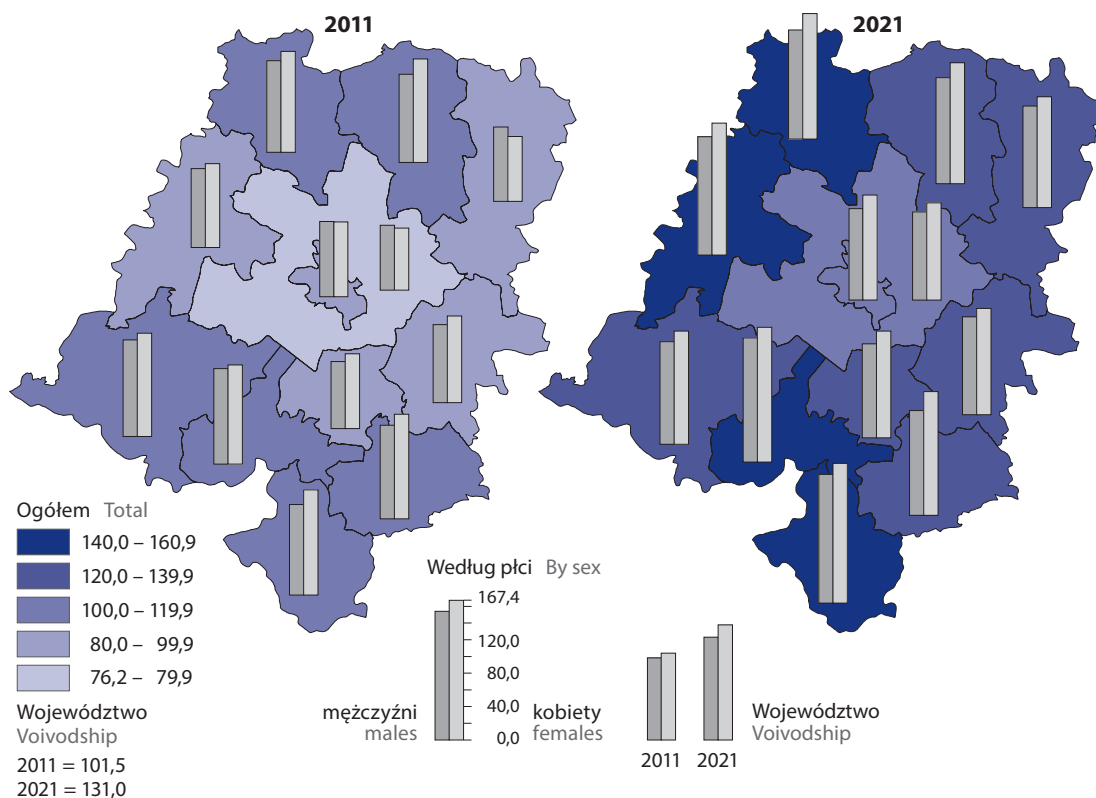 2011
2021
Ogółem Total
140,0 – 160,9
120,0 – 139,9
100,0 – 119,9
80,0 – 99,9
76,2 – 79,9
Województwo
Voivodship
2011 = 101,5
2021 = 131,0
Według płci By sex
167,4
120,0
80,0
40,0
0,0
mężczyźni
males
kobiety
females
2011 2021
Województwo
Voivodship